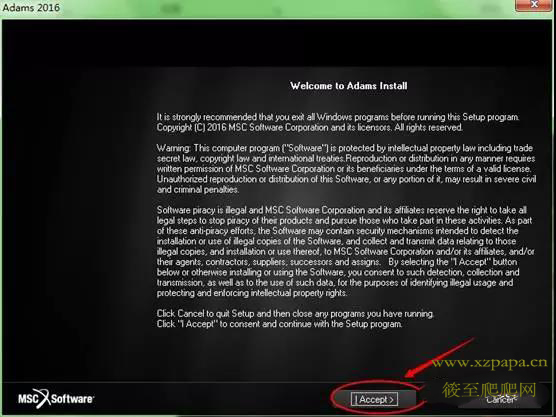 Adams 2016
Welcome to Adams Install
It is strongly recommended that you exit all Windows programs before running this Setup program.
Copyright (C) 2016 MSC Software Corporation and its licensors. All rights reserved.
Warning: This computer program ("Software") is protected by intellectual property law including trade
secret law, copyright law and international treaties.Reproduction or distribution in any manner requires
written permission of MSC Software Corporation or its beneficiaries under the terms of a valid license.
Unauthorized reproduction or distribution of this Software, or any portion of it, may result in severe civil
and criminal penalties.
Software piracy is illegal and MSC Software Corporation and its affiliates reserve the right to take all
legal steps to stop piracy of their products and pursue those who take part in these activities. As part
of these anti-piracy efforts, the Software may contain security mechanisms intended to detect the
installation or use of illegal copies of the Software, and collect and transmit data relating to those
illegal copies, and installation or use thereof, to MSC Software Corporation and/or its affiliates, and/or
their agents, contractors, suppliers, successors and assigns. By selecting the "I Accept" button
below or otherwise installing or using the Software, you consent to such detection, collection and
transmission, as well as to the use of such data, for the purposes of identifying illegal usage and
protecting and enforcing intellectual property rights.
Click Cancel to quit Setup and then close any programs you have running.
Click "I Accept" to consent and continue with the Setup program.
www.xzpapa.cn
筱至爬爬网
MSC Software
I Accept >
Cancel